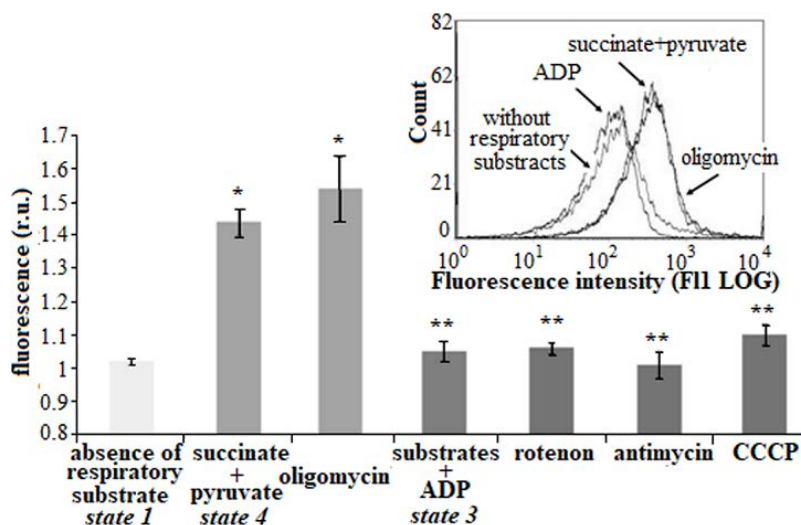 82
62
41
21
0
Count
succinate+pyruvate
ADP
without
respiratory
substracts
oligomycin
10^0 10^1 10^2 10^3 10^4
Fluorescence intensity (Fl1 LOG)
fluorescence (r.u.)
1.7
1.6
1.5
1.4
1.3
1.2
1.1
1
0.9
0.8
* * ** ** ** **
absence of
respiratory
substrate
state 1
succinate
+
pyruvate
state 4
oligomycin
substrates
+
ADP
state 3
rotenon
antimycin
CCCP